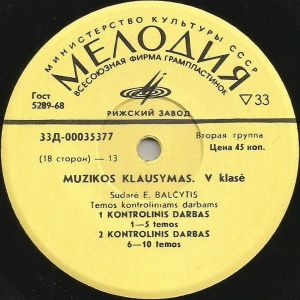 МИНИСТЕРСТВО КУЛЬТУРЫ СССР
МЕЛОДИЯ
ВСЕСОЮЗНАЯ ФИРМА ГРАМПЛАСТИНОК
Гост
5289-68
▽33
РИЖСКИЙ ЗАВОД
33Д-00035377
Вторая группа
(18 сторон) — 13
Цена 45 коп.
MUZIKOS KLAUSYMAS. V klasė
Sudarė E. BALČYTIS
Temos kontroliniams darbams
1 KONTROLINIS DARBAS
1—5 temos
2 KONTROLINIS DARBAS
6—10 temos